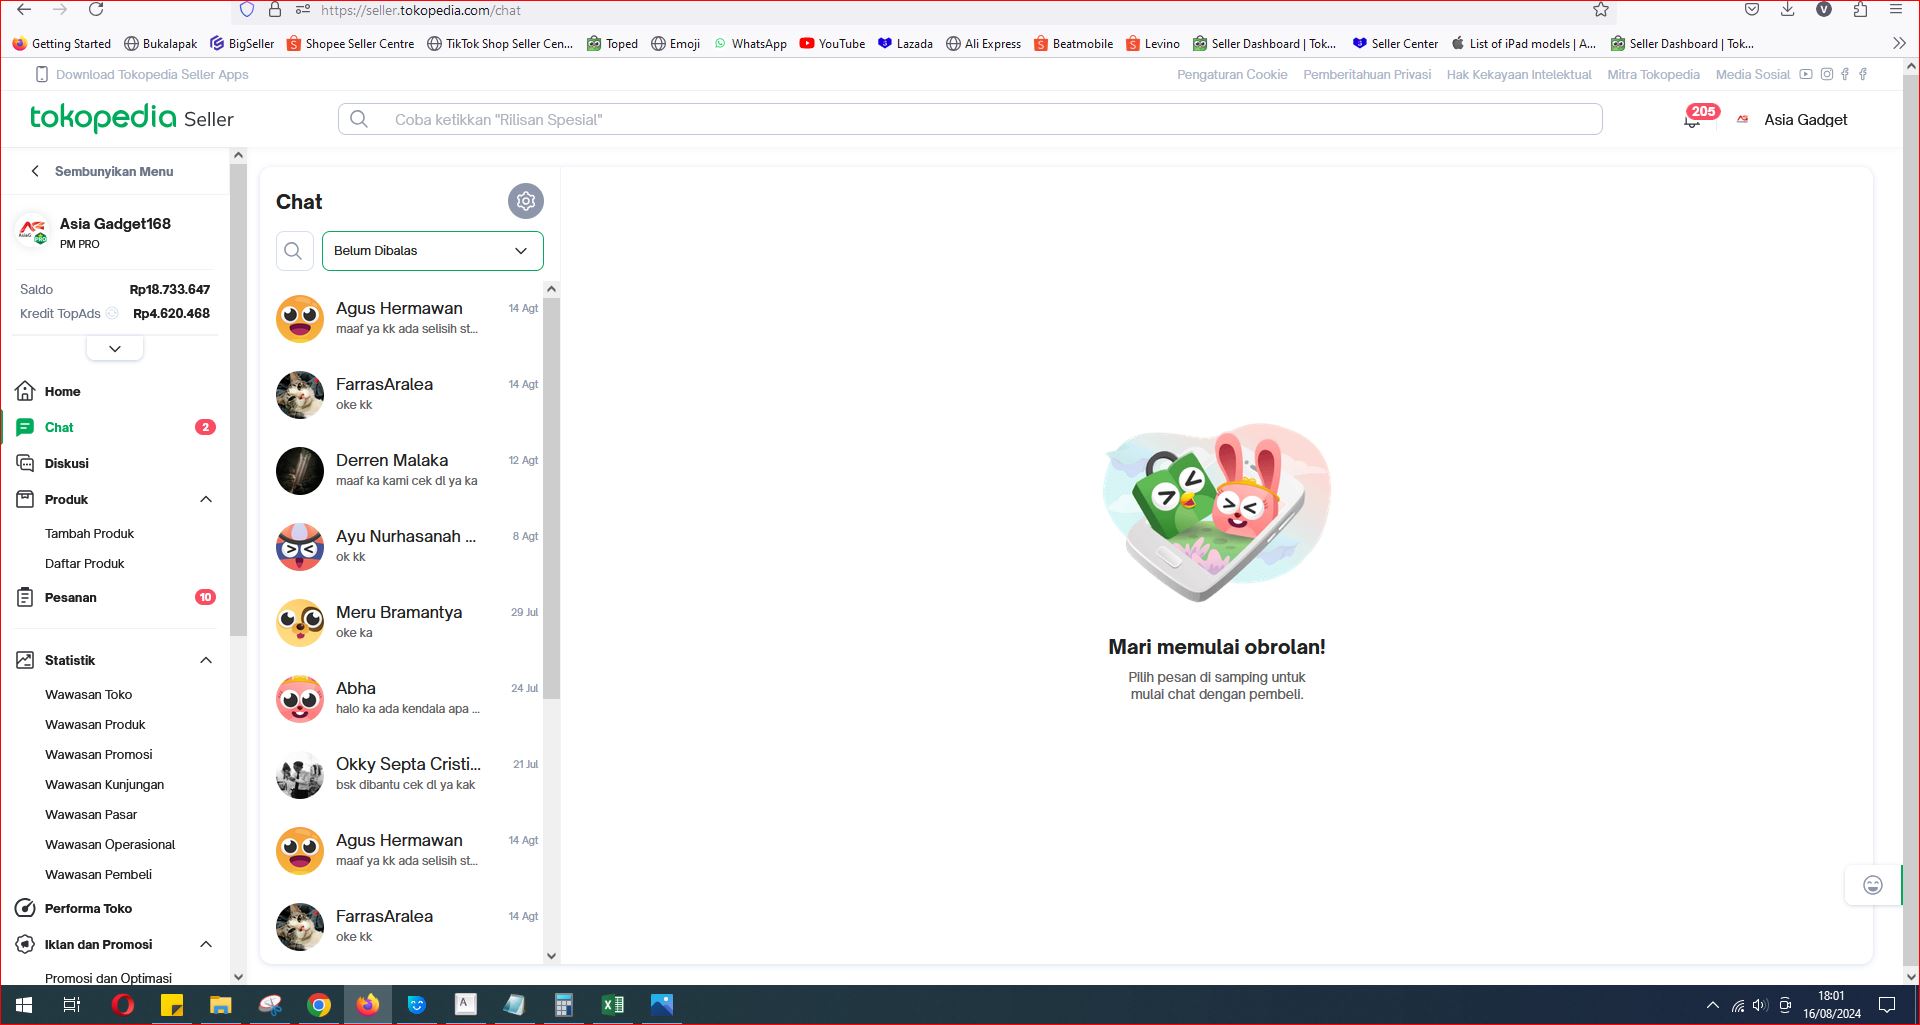 https://seller.tokopedia.com/chat
Getting Started
Bukalapak
BigSeller
Shopee Seller Centre
TikTok Shop Seller Cen...
Toped
Emoji
WhatsApp
YouTube
Lazada
Ali Express
Beatmobile
Levino
Seller Dashboard | Tok...
Seller Center
List of iPad models | A...
Seller Dashboard | Tok...
Download Tokopedia Seller Apps
Pengaturan Cookie
Pemberitahuan Privasi
Hak Kekayaan Intelektual
Mitra Tokopedia
Media Sosial
tokopedia Seller
Coba ketikkan "Rilisan Spesial"
205
Asia Gadget
Sembunyikan Menu
Asia Gadget168
PM PRO
Saldo Rp18.733.647
Kredit TopAds Rp4.620.468
Home
Chat 2
Diskusi
Produk
Tambah Produk
Daftar Produk
Pesanan 10
Statistik
Wawasan Toko
Wawasan Produk
Wawasan Promosi
Wawasan Kunjungan
Wawasan Pasar
Wawasan Operasional
Wawasan Pembeli
Performa Toko
Iklan dan Promosi
Promosi dan Optimasi
Chat
Belum Dibalas
Agus Hermawan 14 Agt
maaf ya kk ada selisih st...
FarrasAralea 14 Agt
oke kk
Derren Malaka 12 Agt
maaf ka kami cek dl ya ka
Ayu Nurhasanah ... 8 Agt
ok kk
Meru Bramantya 29 Jul
oke ka
Abha 24 Jul
halo ka ada kendala apa ...
Okky Septa Cristi... 21 Jul
bsk dibantu cek dl ya kak
Agus Hermawan 14 Agt
maaf ya kk ada selisih st...
FarrasAralea 14 Agt
oke kk
Mari memulai obrolan!
Pilih pesan di samping untuk
mulai chat dengan pembeli.
18:01
16/08/2024